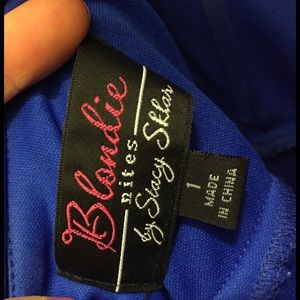 Blondie
nites
by Stacy Sklar
1
MADE
IN CHINA